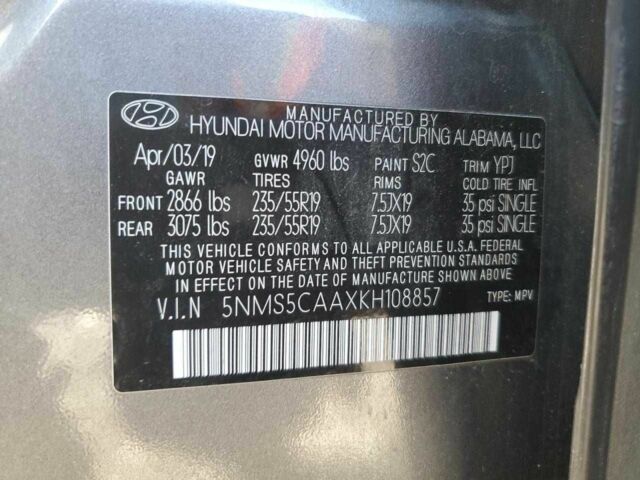 MANUFACTURED BY
HYUNDAI MOTOR MANUFACTURING ALABAMA, LLC
Apr/03/19 GVWR 4960 lbs PAINT S2C TRIM YPJ
GAWR TIRES RIMS COLD TIRE INFL
FRONT 2866 lbs 235/55R19 7.5JX19 35 psi SINGLE
REAR 3075 lbs 235/55R19 7.5JX19 35 psi SINGLE
THIS VEHICLE CONFORMS TO ALL APPLICABLE U.S.A. FEDERAL
MOTOR VEHICLE SAFETY AND THEFT PREVENTION STANDARDS
IN EFFECT ON THE DATE OF MANUFACTURE SHOWN ABOVE.
V.I.N 5NMS5CAAXKH108857 TYPE: MPV